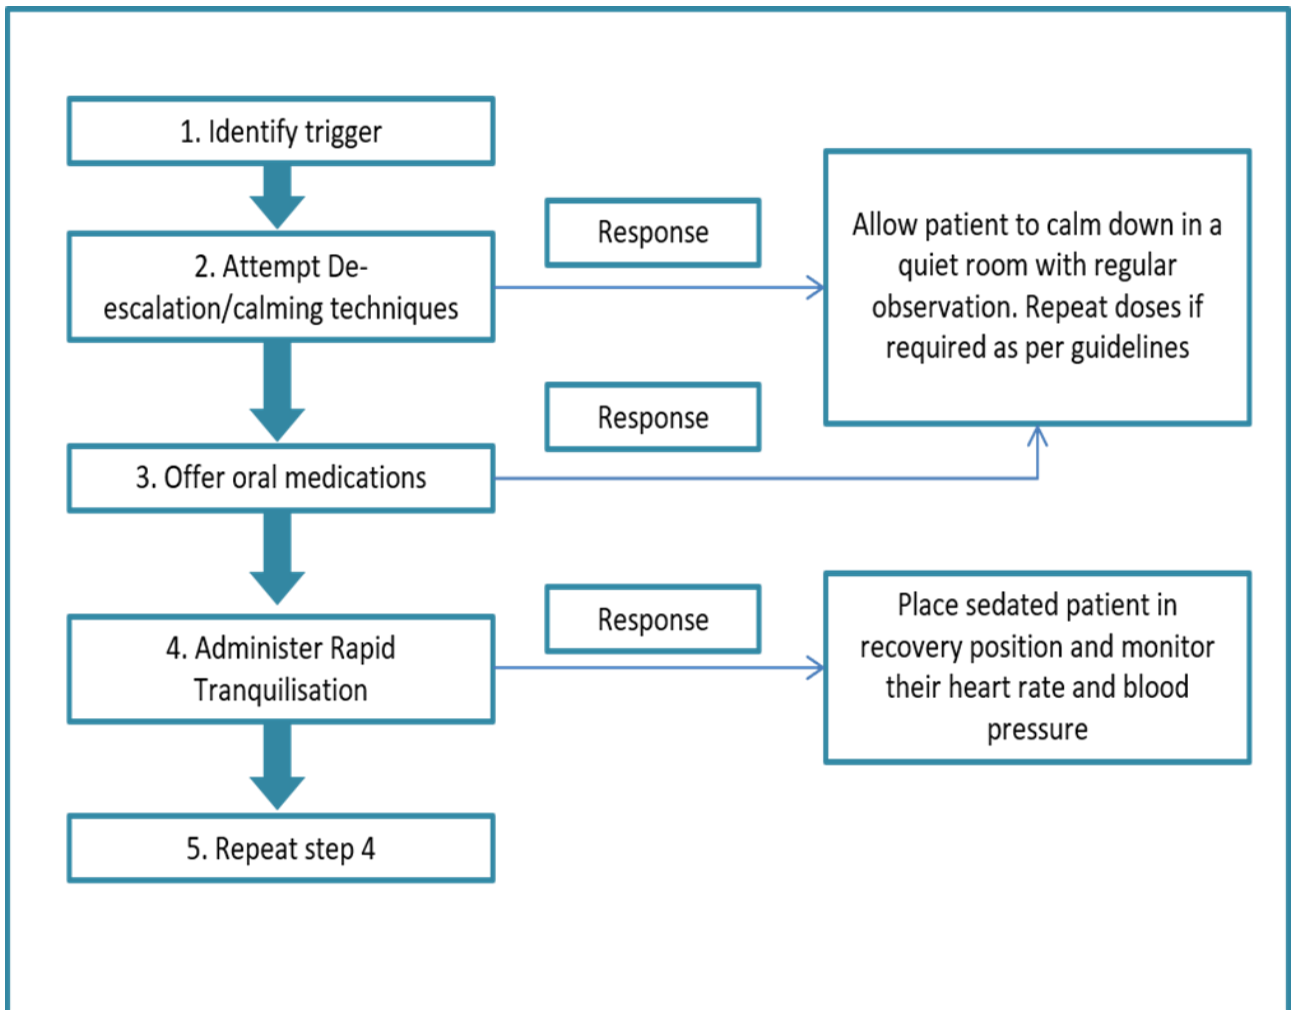 1. Identify trigger
2. Attempt De-
escalation/calming techniques
Response
Allow patient to calm down in a
quiet room with regular
observation. Repeat doses if
required as per guidelines
3. Offer oral medications
Response
4. Administer Rapid
Tranquilisation
Response
Place sedated patient in
recovery position and monitor
their heart rate and blood
pressure
5. Repeat step 4